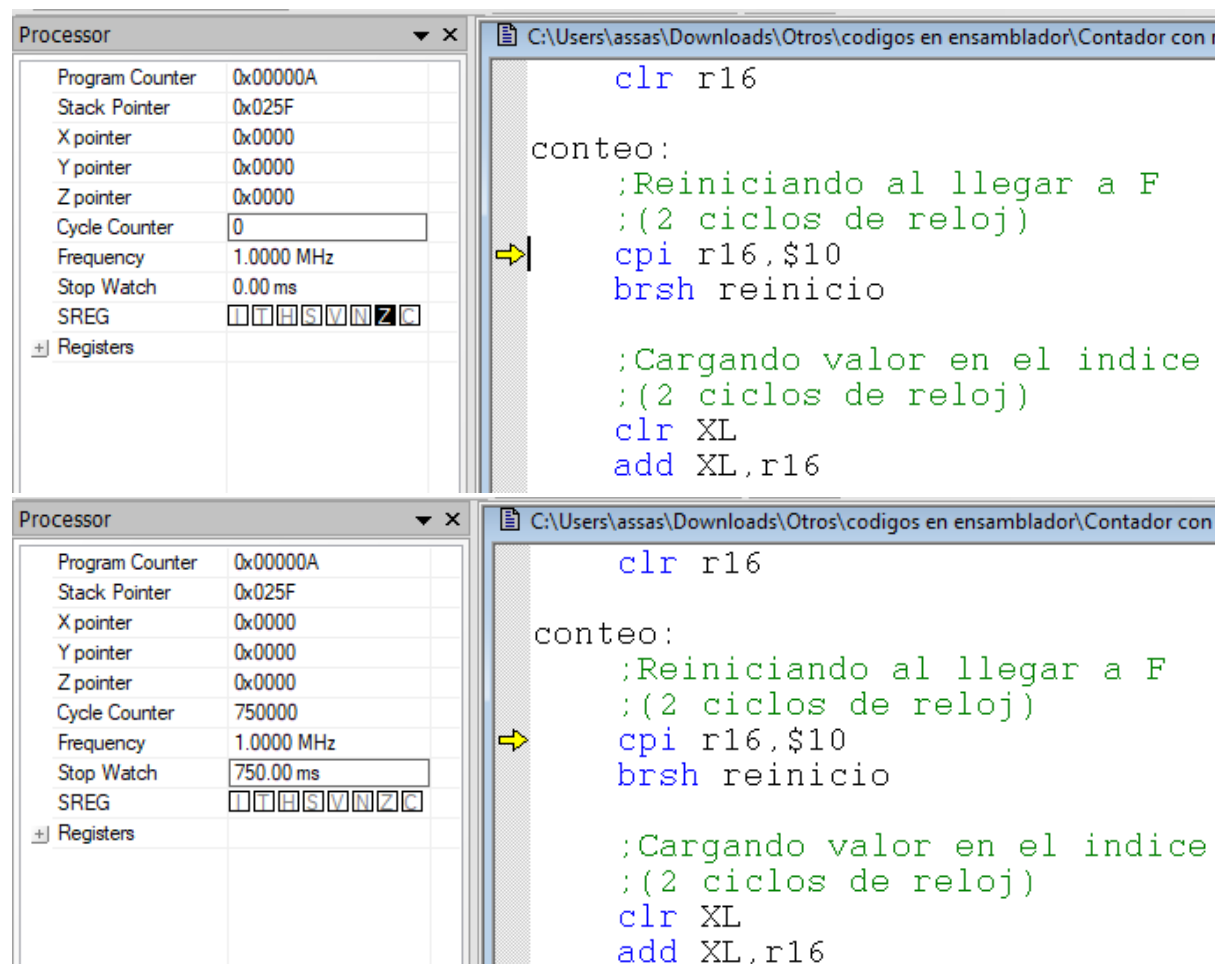 Processor
Program Counter 0x00000A
Stack Pointer 0x025F
X pointer 0x0000
Y pointer 0x0000
Z pointer 0x0000
Cycle Counter 0
Frequency 1.0000 MHz
Stop Watch 0.00 ms
SREG I T H S V N Z C
Registers
C:\Users\assas\Downloads\Otros\codigos en ensamblador\Contador con
clr r16
conteo:
;Reiniciando al llegar a F
;(2 ciclos de reloj)
cpi r16,$10
brsh reinicio
;Cargando valor en el indice
;(2 ciclos de reloj)
clr XL
add XL,r16
Processor
Program Counter 0x00000A
Stack Pointer 0x025F
X pointer 0x0000
Y pointer 0x0000
Z pointer 0x0000
Cycle Counter 750000
Frequency 1.0000 MHz
Stop Watch 750.00 ms
SREG I T H S V N Z C
Registers
C:\Users\assas\Downloads\Otros\codigos en ensamblador\Contador con
clr r16
conteo:
;Reiniciando al llegar a F
;(2 ciclos de reloj)
cpi r16,$10
brsh reinicio
;Cargando valor en el indice
;(2 ciclos de reloj)
clr XL
add XL,r16